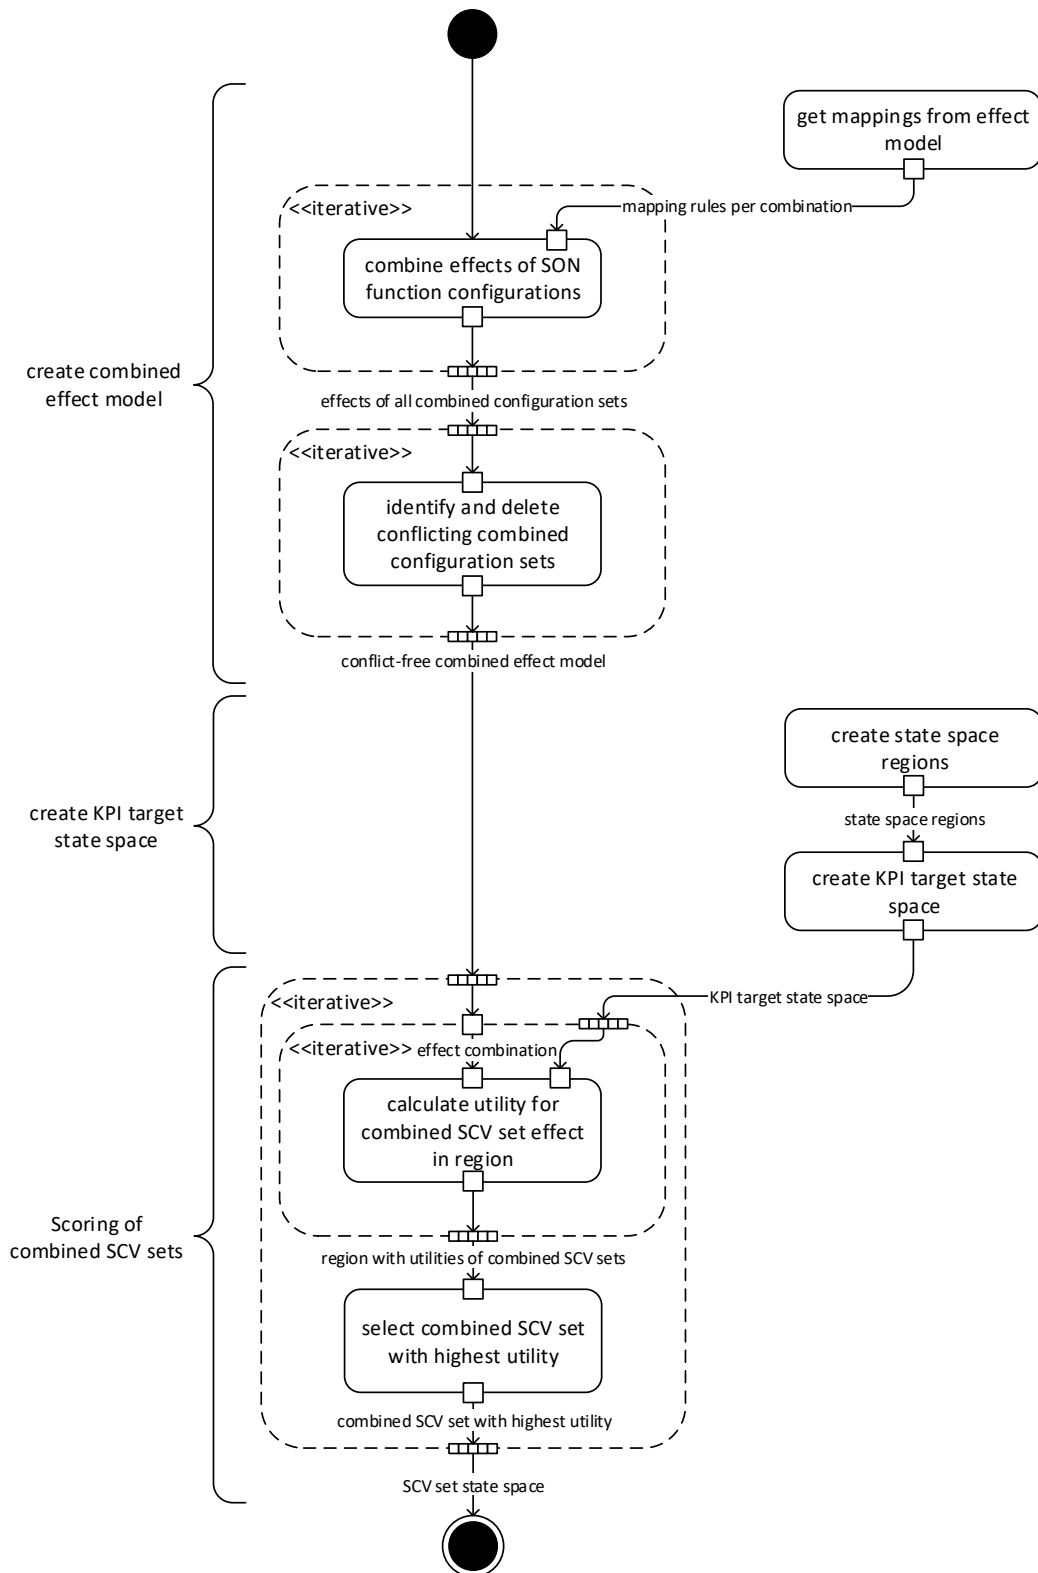 get mappings from effect
model
<<iterative>>
mapping rules per combination
combine effects of SON
function configurations
create combined
effect model
effects of all combined configuration sets
<<iterative>>
identify and delete
conflicting combined
configuration sets
conflict-free combined effect model
create state space
regions
create KPI target
state space
state space regions
create KPI target state
space
KPI target state space
<<iterative>>
<<iterative>>
effect combination
calculate utility for
combined SCV set effect
in region
Scoring of
combined SCV sets
region with utilities of combined SCV sets
select combined SCV set
with highest utility
combined SCV set with highest utility
SCV set state space